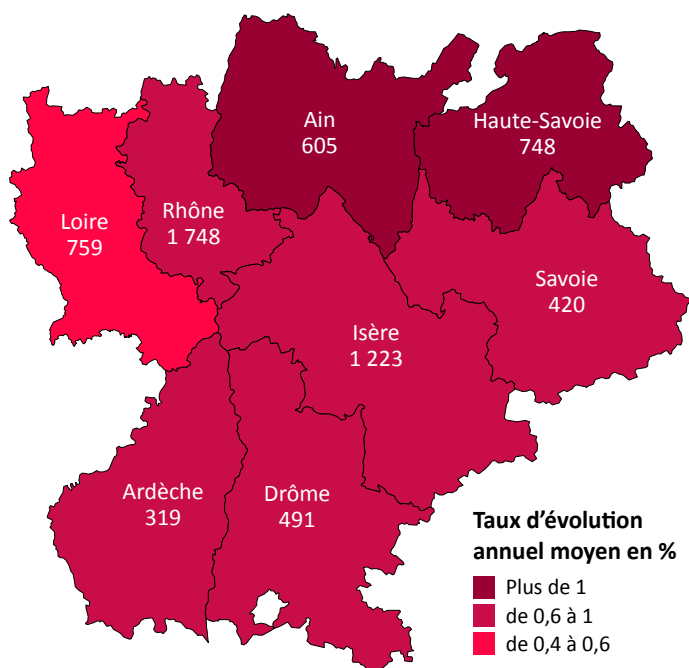 Ain
605
Haute-Savoie
748
Loire
759
Rhône
1 748
Savoie
420
Isère
1 223
Ardèche
319
Drôme
491
Taux d’évolution
annuel moyen en %
Plus de 1
de 0,6 à 1
de 0,4 à 0,6